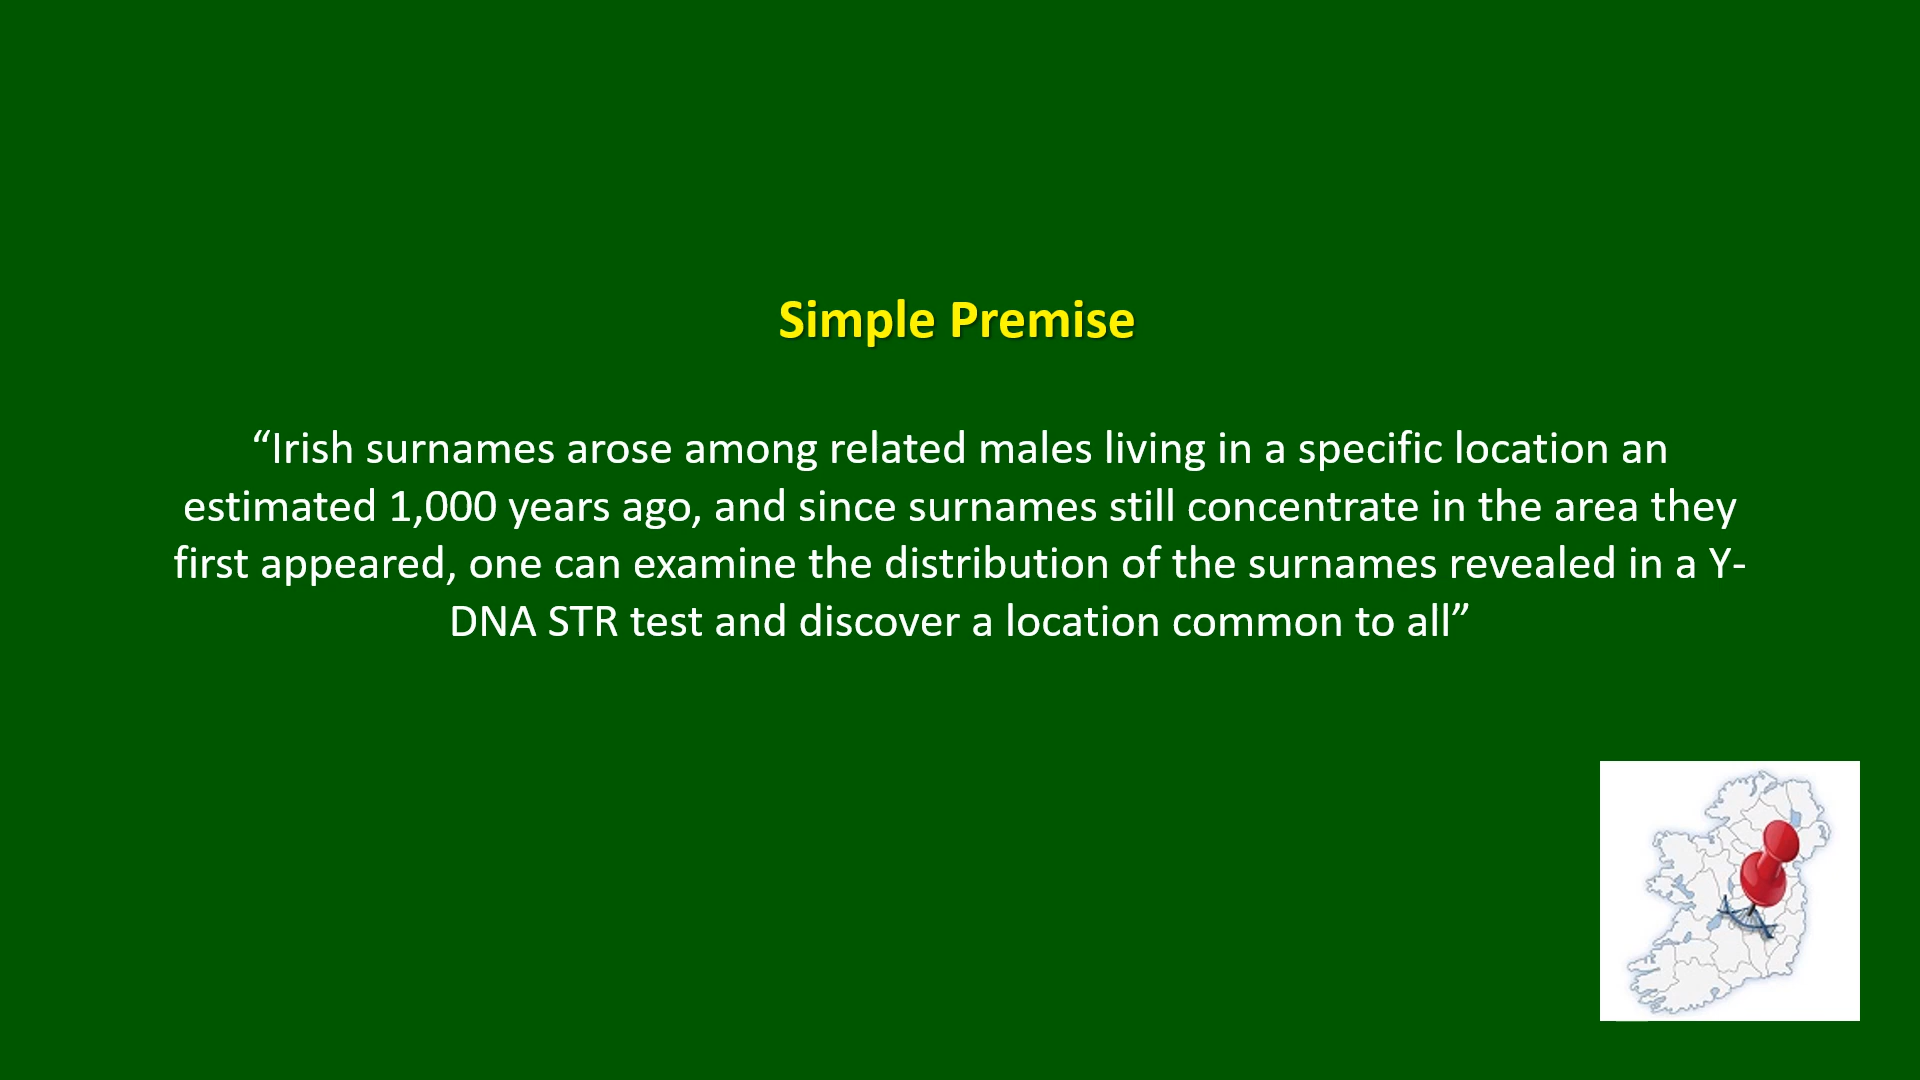 Simple Premise
“Irish surnames arose among related males living in a specific location an
estimated 1,000 years ago, and since surnames still concentrate in the area they
first appeared, one can examine the distribution of the surnames revealed in a Y-
DNA STR test and discover a location common to all”